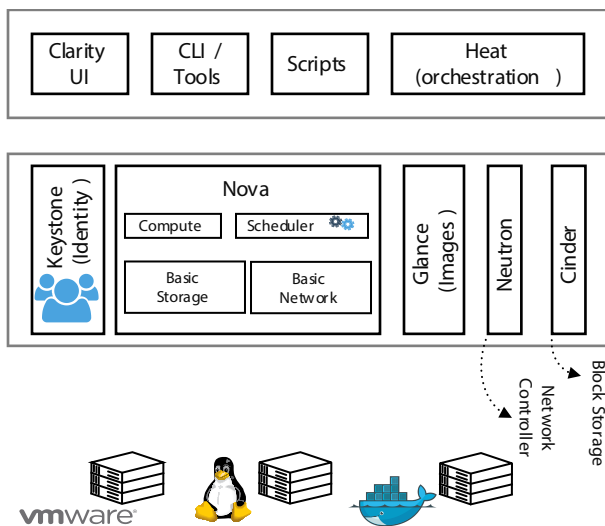 Clarity
UI
CLI /
Tools
Scripts
Heat
(orchestration )
Keystone
(Identity )
Nova
Compute
Scheduler
Basic
Storage
Basic
Network
Glance
(Images )
Neutron
Cinder
Network
Controller
Block Storage
vmware®